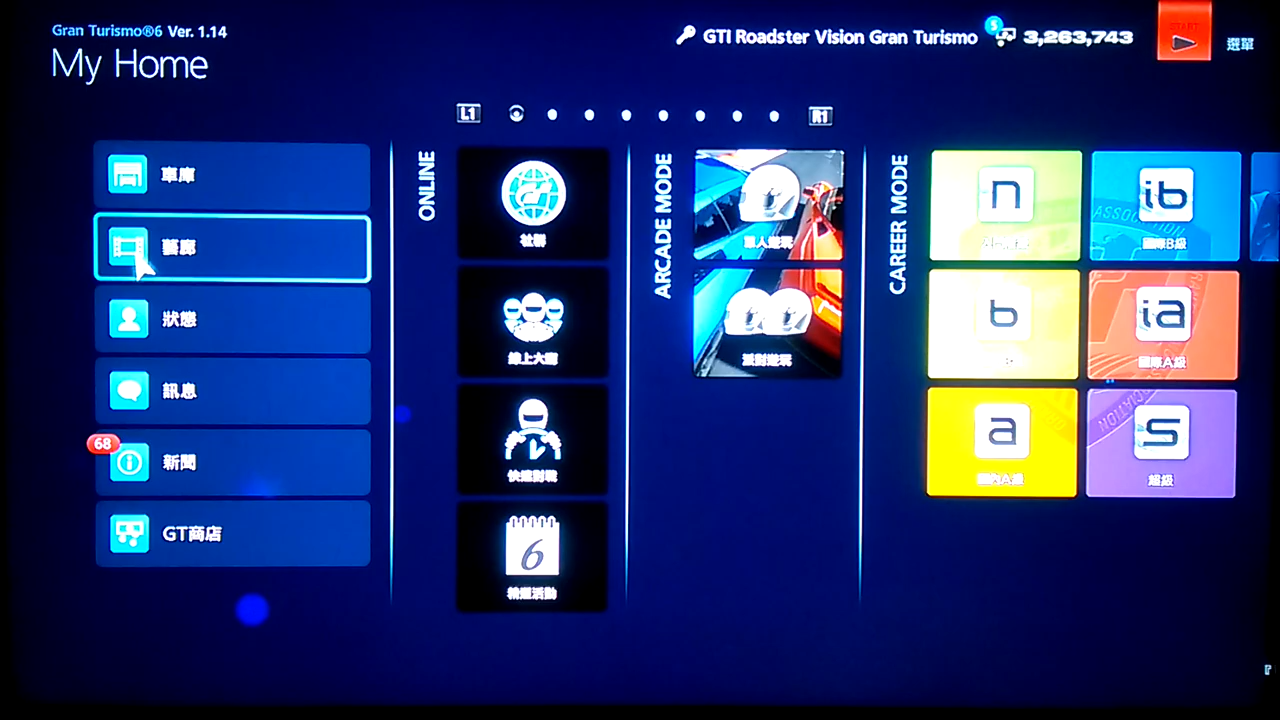 Gran Turismo®6 Ver. 1.14
My Home
GTI Roadster Vision Gran Turismo
3,263,743
START
選單
L1
R1
車庫
藝廊
狀態
訊息
68
新聞
GT商店
ONLINE
社群
線上大廳
快速對戰
6
精選活動
ARCADE MODE
單人遊玩
派對遊玩
CAREER MODE
n
ib
ASSOCIATION
國際B級
b
ia
國際A級
a
國內A級
S
超級